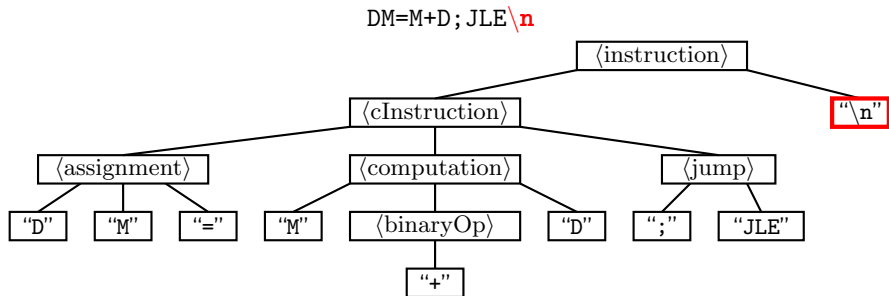 DM=M+D;JLE\n
⟨instruction⟩
⟨cInstruction⟩ “\n”
⟨assignment⟩ ⟨computation⟩ ⟨jump⟩
“D” “M” “=” “M” ⟨binaryOp⟩ “D” “;” “JLE”
“+”